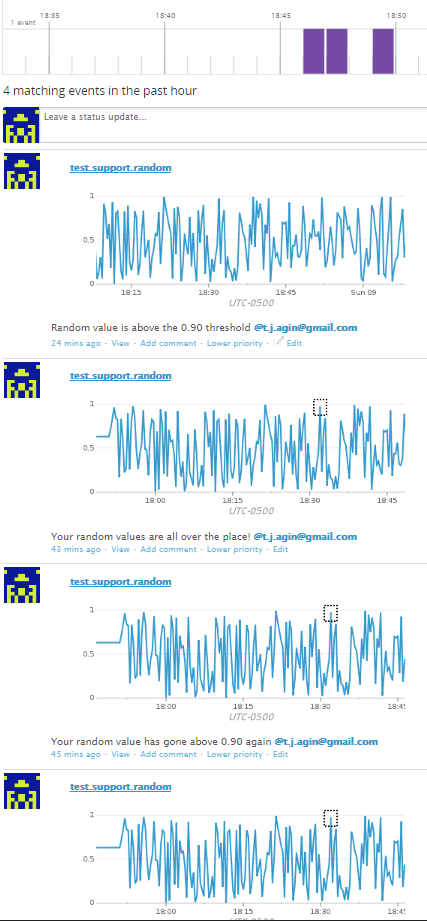 18:35 18:40 18:45 18:50
1 event
4 matching events in the past hour
Leave a status update...
test.support.random
1
0.5
0
18:15 18:30 18:45 Sun 09
UTC-0500
Random value is above the 0.90 threshold @t.j.agin@gmail.com
24 mins ago · View · Add comment · Lower priority · Edit
test.support.random
1
0.5
0
18:00 18:15 18:30 18:45
UTC-0500
Your random values are all over the place! @t.j.agin@gmail.com
43 mins ago · View · Add comment · Lower priority · Edit
test.support.random
1
0.5
0
18:00 18:15 18:30 18:45
UTC-0500
Your random value has gone above 0.90 again @t.j.agin@gmail.com
45 mins ago · View · Add comment · Lower priority · Edit
test.support.random
1
0.5
0
18:00 18:15 18:30 18:45
UTC-0500